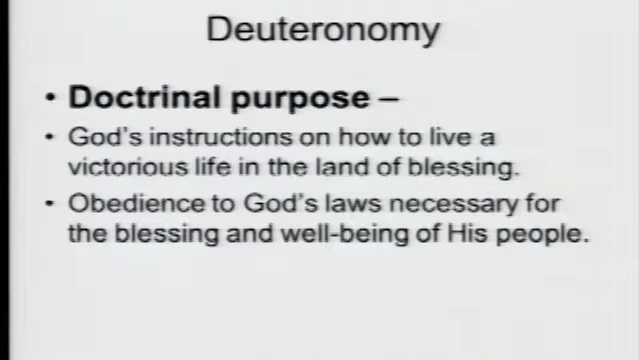 Deuteronomy
• Doctrinal purpose –
• God's instructions on how to live a
victorious life in the land of blessing.
• Obedience to God's laws necessary for
the blessing and well-being of His people.